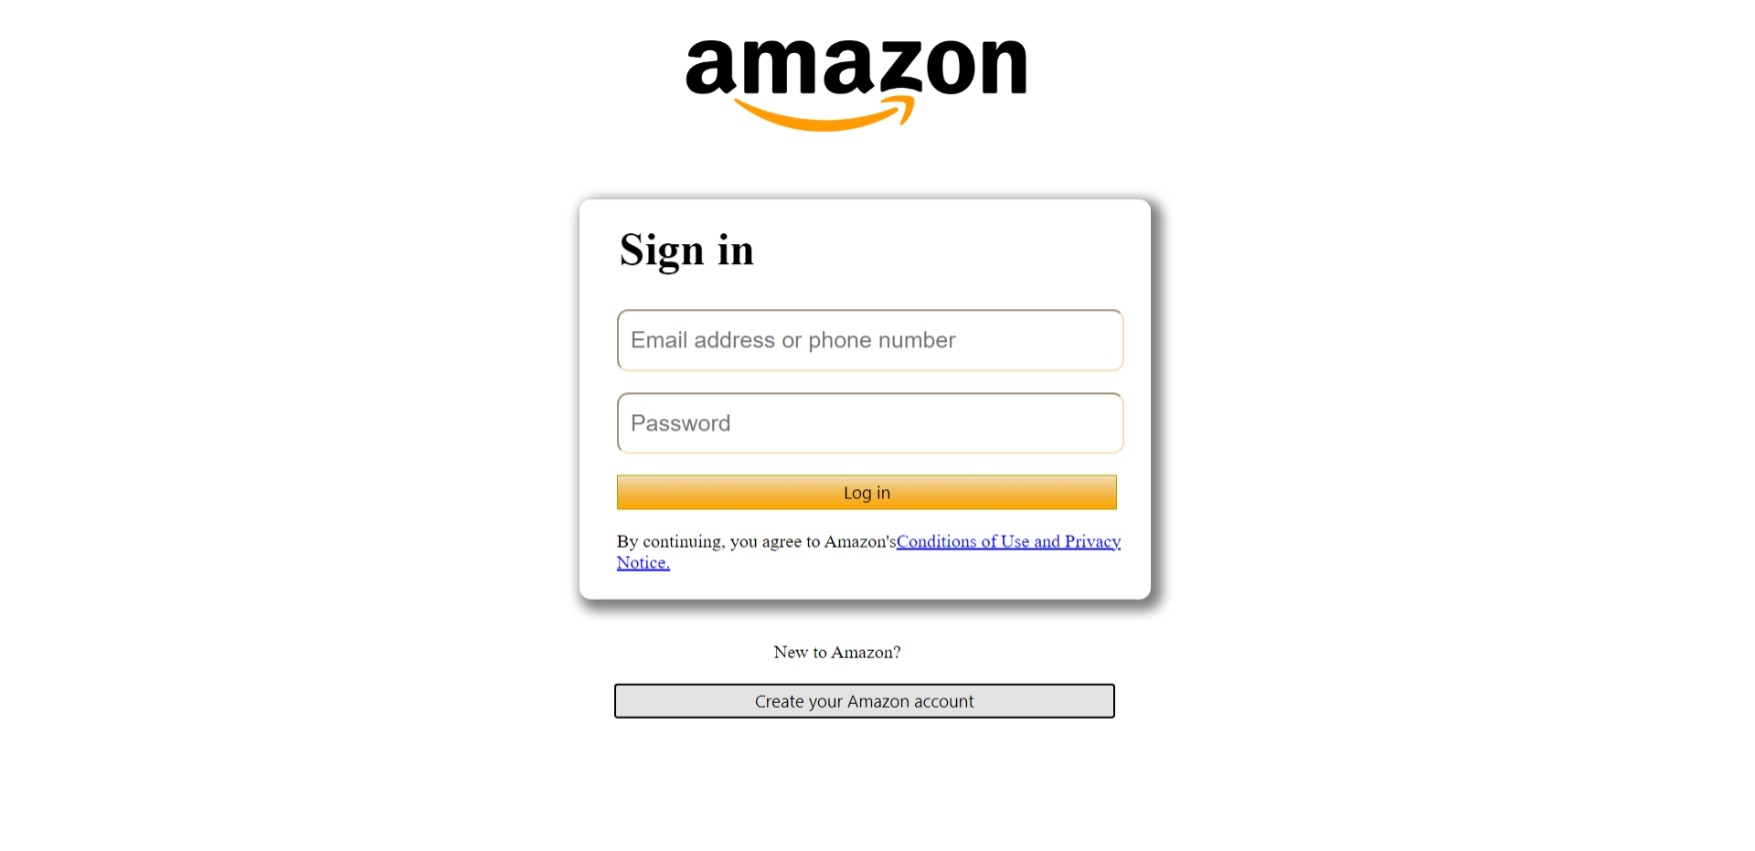 amazon
Sign in
Email address or phone number
Password
Log in
By continuing, you agree to Amazon'sConditions of Use and Privacy
Notice.
New to Amazon?
Create your Amazon account